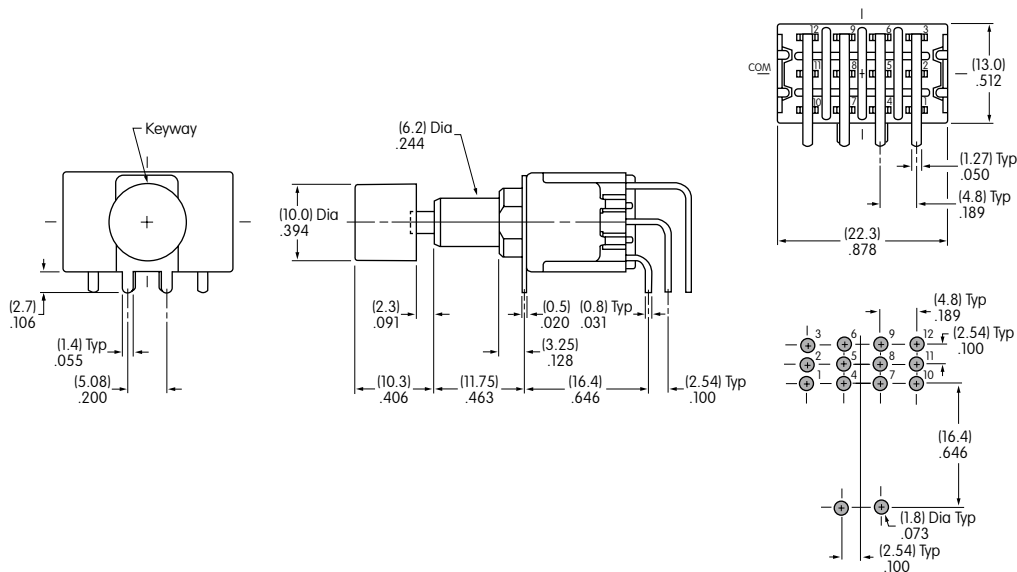 Keyway
(2.7)
.106
(1.4) Typ
.055
(5.08)
.200
(6.2) Dia
.244
(10.0) Dia
.394
(2.3)
.091
(0.5)
.020
(0.8) Typ
.031
(3.25)
.128
(10.3)
.406
(11.75)
.463
(16.4)
.646
(2.54) Typ
.100
12 9 6 3
COM 11 8 5 2
10 7 4 1
(13.0)
.512
(1.27) Typ
.050
(4.8) Typ
.189
(22.3)
.878
(4.8) Typ
.189
(2.54) Typ
.100
3 6 9 12
2 5 8 11
1 4 7 10
(16.4)
.646
(1.8) Dia Typ
.073
(2.54) Typ
.100